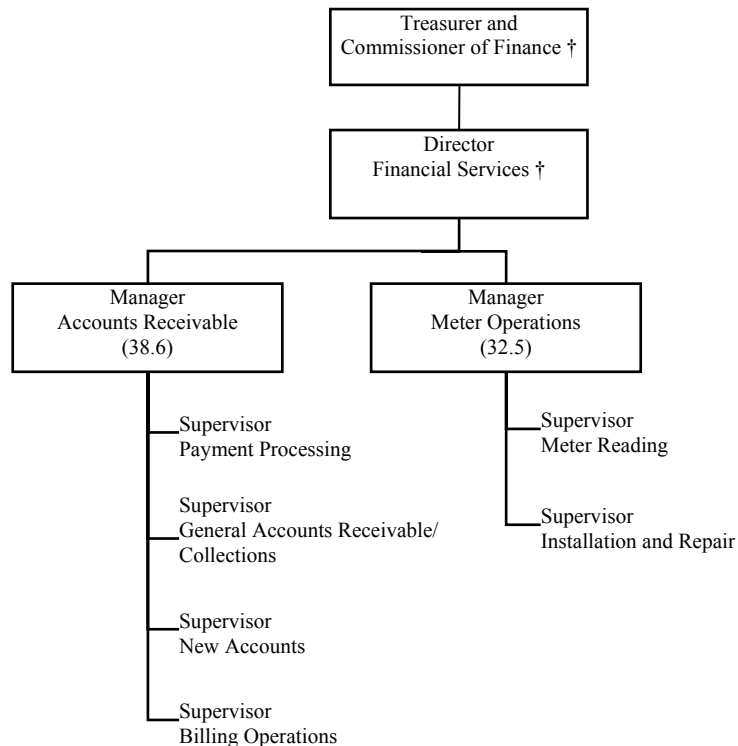 Treasurer and
Commissioner of Finance †
Director
Financial Services †
Manager
Accounts Receivable
(38.6)
Manager
Meter Operations
(32.5)
Supervisor
Payment Processing
Supervisor
General Accounts Receivable/
Collections
Supervisor
New Accounts
Supervisor
Billing Operations
Supervisor
Meter Reading
Supervisor
Installation and Repair